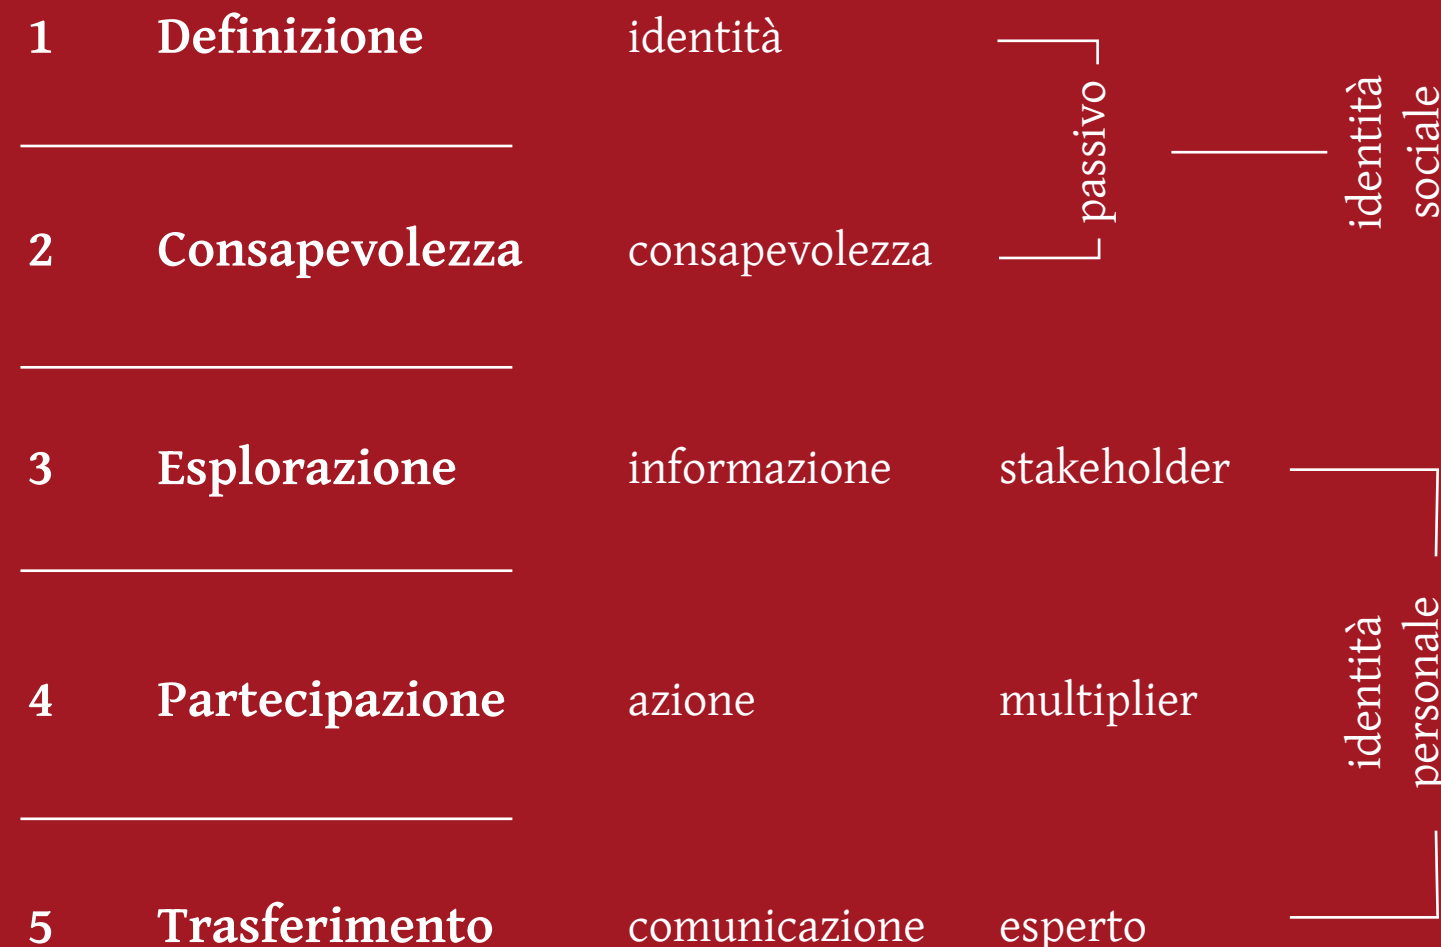 1 Definizione identità
passivo
identità
sociale
2 Consapevolezza consapevolezza
3 Esplorazione informazione stakeholder
4 Partecipazione azione multiplier
identità
personale
5 Trasferimento comunicazione esperto